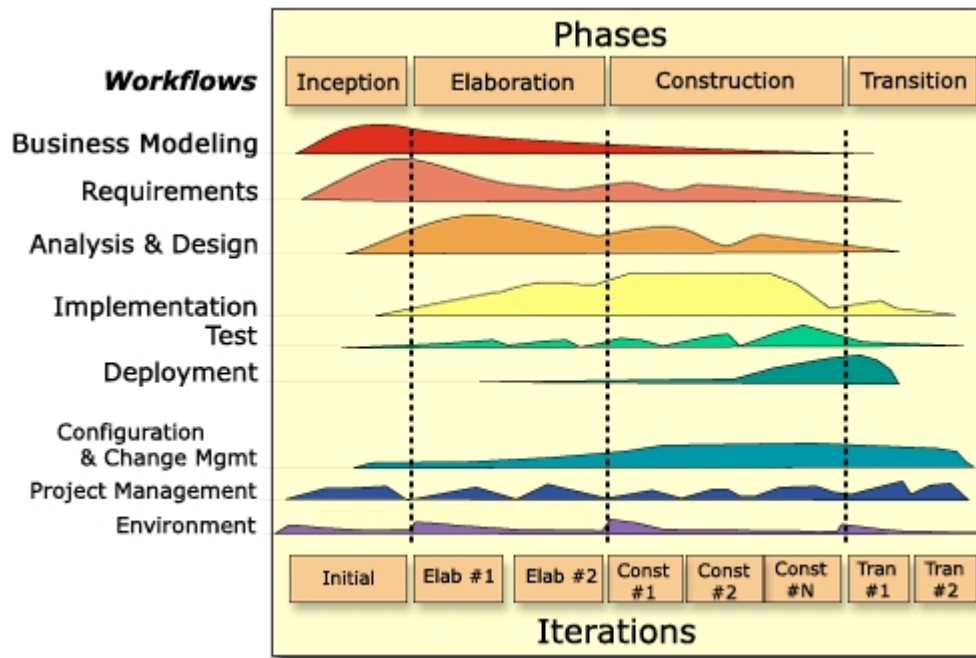 Phases
Workflows
Inception
Elaboration
Construction
Transition
Business Modeling
Requirements
Analysis & Design
Implementation
Test
Deployment
Configuration
& Change Mgmt
Project Management
Environment
Initial
Elab #1
Elab #2
Const
#1
Const
#2
Const
#N
Tran
#1
Tran
#2
Iterations